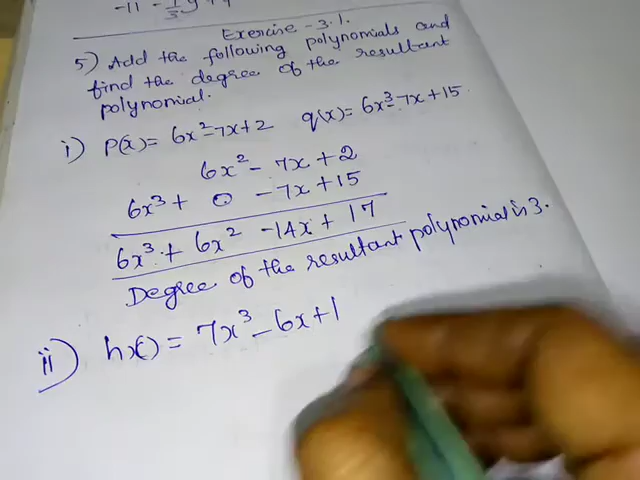 Exercise - 3.1.
5) Add the following polynomials and
find the degree of the resultant
polynomial.
i) P(x) = 6x²-7x+2 q(x) = 6x³-7x+15
6x² - 7x + 2
6x³ + 0 - 7x + 15
6x³ + 6x² - 14x + 17
Degree of the resultant polynomial is 3.
ii) h(x) = 7x³ - 6x + 1